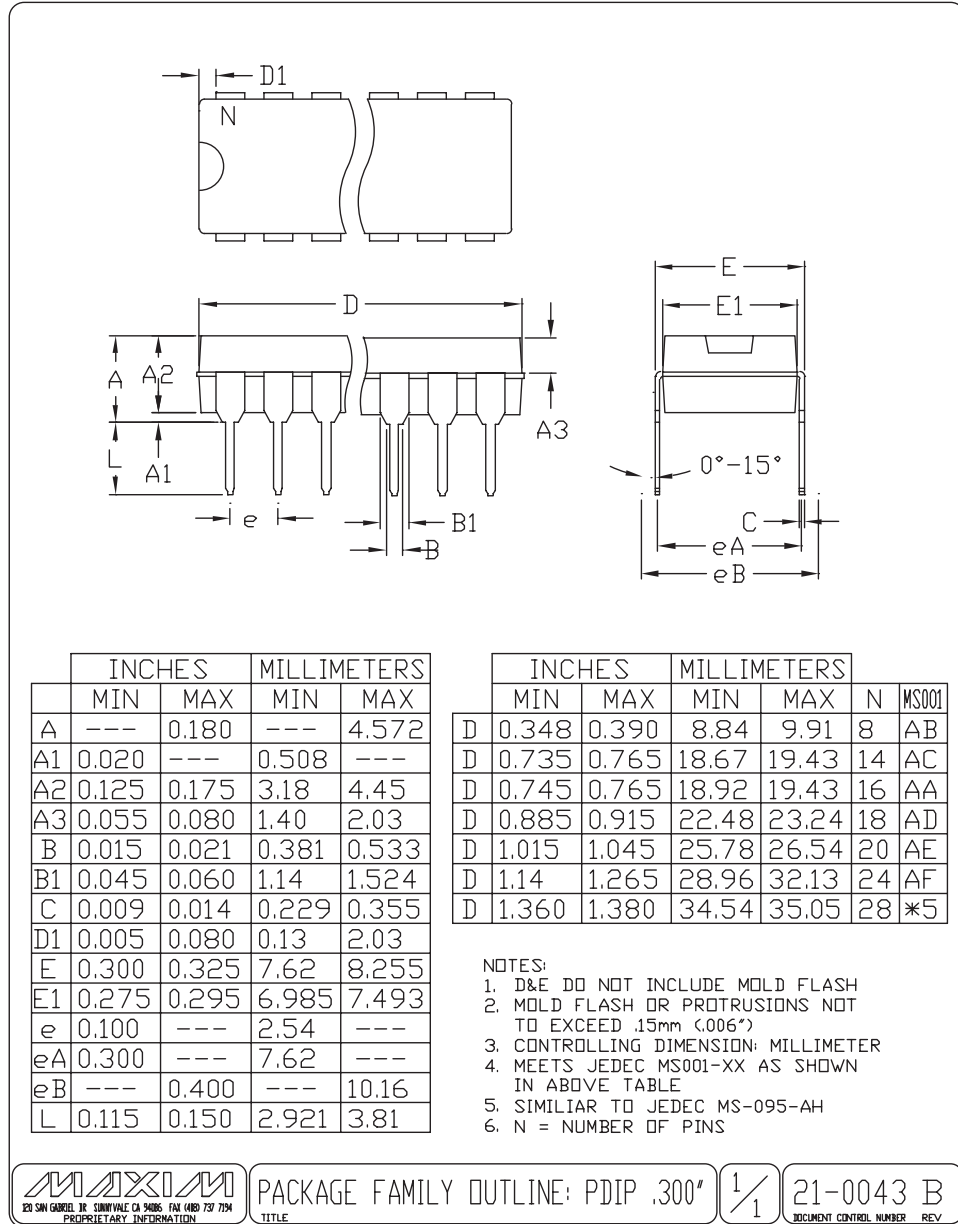 D1
N
D
E
E1
A
A2
A3
L
A1
0°-15°
e
B1
B
C
eA
eB
INCHES MILLIMETERS
MIN MAX MIN MAX
A --- 0.180 --- 4.572
A1 0.020 --- 0.508 ---
A2 0.125 0.175 3.18 4.45
A3 0.055 0.080 1.40 2.03
B 0.015 0.021 0.381 0.533
B1 0.045 0.060 1.14 1.524
C 0.009 0.014 0.229 0.355
D1 0.005 0.080 0.13 2.03
E 0.300 0.325 7.62 8.255
E1 0.275 0.295 6.985 7.493
e 0.100 --- 2.54 ---
eA 0.300 --- 7.62 ---
eB --- 0.400 --- 10.16
L 0.115 0.150 2.921 3.81
INCHES MILLIMETERS
MIN MAX MIN MAX N MS001
D 0.348 0.390 8.84 9.91 8 AB
D 0.735 0.765 18.67 19.43 14 AC
D 0.745 0.765 18.92 19.43 16 AA
D 0.885 0.915 22.48 23.24 18 AD
D 1.015 1.045 25.78 26.54 20 AE
D 1.14 1.265 28.96 32.13 24 AF
D 1.360 1.380 34.54 35.05 28 *5
NOTES:
1. D&E DO NOT INCLUDE MOLD FLASH
2. MOLD FLASH OR PROTRUSIONS NOT
TO EXCEED .15mm (.006")
3. CONTROLLING DIMENSION: MILLIMETER
4. MEETS JEDEC MS001-XX AS SHOWN
IN ABOVE TABLE
5. SIMILIAR TO JEDEC MS-095-AH
6. N = NUMBER OF PINS
MAXIM
120 SAN GABRIEL DR SUNNYVALE CA 94086 FAX (408) 737 7194
PROPRIETARY INFORMATION
PACKAGE FAMILY OUTLINE: PDIP .300"
TITLE
1/1
21-0043 B
DOCUMENT CONTROL NUMBER REV